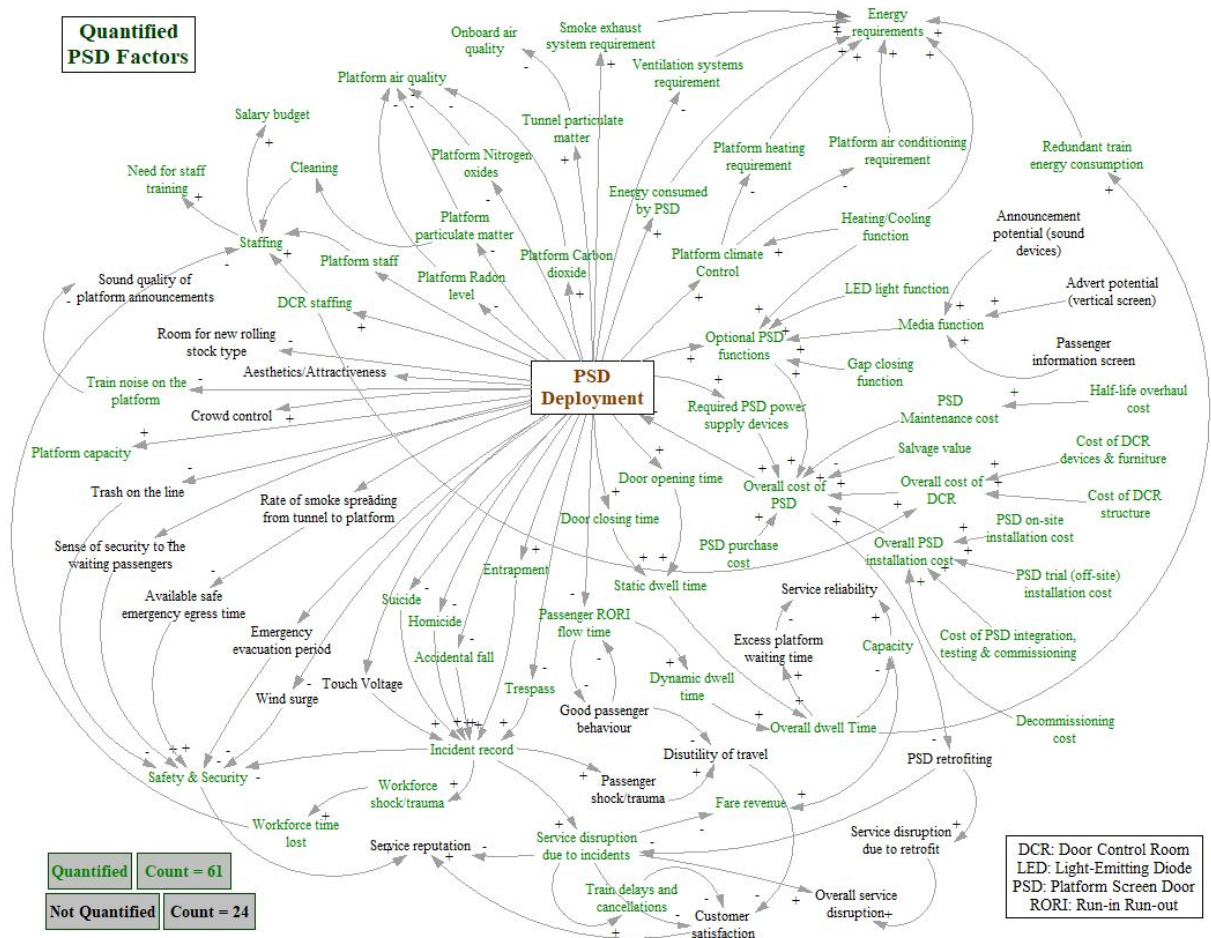 Quantified
PSD Factors
Onboard air
quality
Smoke exhaust
system requirement
Energy
requirements
Platform air quality
Ventilation systems
requirement
Salary budget
Tunnel particulate
matter
Need for staff
training
Cleaning
Platform Nitrogen
oxides
Platform heating
requirement
Platform air conditioning
requirement
Redundant train
energy consumption
Energy consumed
by PSD
Staffing
Platform
particulate matter
Heating/Cooling
function
Announcement
potential (sound
devices)
Platform staff
Platform Radon
level
Platform Carbon
dioxide
Platform climate
Control
Sound quality of
platform announcements
DCR staffing
LED light function
Advert potential
(vertical screen)
Media function
Room for new rolling
stock type
Optional PSD
functions
Passenger
information screen
Aesthetics/Attractiveness
PSD
Deployment
Gap closing
function
Train noise on the
platform
Crowd control
Required PSD power
supply devices
PSD
Maintenance cost
Half-life overhaul
cost
Platform capacity
Salvage value
Cost of DCR
devices & furniture
Trash on the line
Rate of smoke spreading
from tunnel to platform
Door opening time
Overall cost of
PSD
Overall cost of
DCR
Cost of DCR
structure
Door closing time
Sense of security to the
waiting passengers
PSD purchase
cost
Overall PSD
installation cost
PSD on-site
installation cost
Entrapment
Static dwell time
PSD trial (off-site)
installation cost
Available safe
emergency egress time
Suicide
Homicide
Passenger RORI
flow time
Service reliability
Emergency
evacuation period
Accidental fall
Excess platform
waiting time
Capacity
Cost of PSD integration,
testing & commissioning
Wind surge
Touch Voltage
Trespass
Dynamic dwell
time
Good passenger
behaviour
Overall dwell Time
Decommissioning
cost
Incident record
Disutility of travel
PSD retrofiting
Safety & Security
Workforce
shock/trauma
Passenger
shock/trauma
Fare revenue
Workforce time
lost
Service reputation
Service disruption
due to incidents
Service disruption
due to retrofit
Train delays and
cancellations
Customer
satisfaction
Overall service
disruption
Quantified
Count = 61
Not Quantified
Count = 24
DCR: Door Control Room
LED: Light-Emitting Diode
PSD: Platform Screen Door
RORI: Run-in Run-out